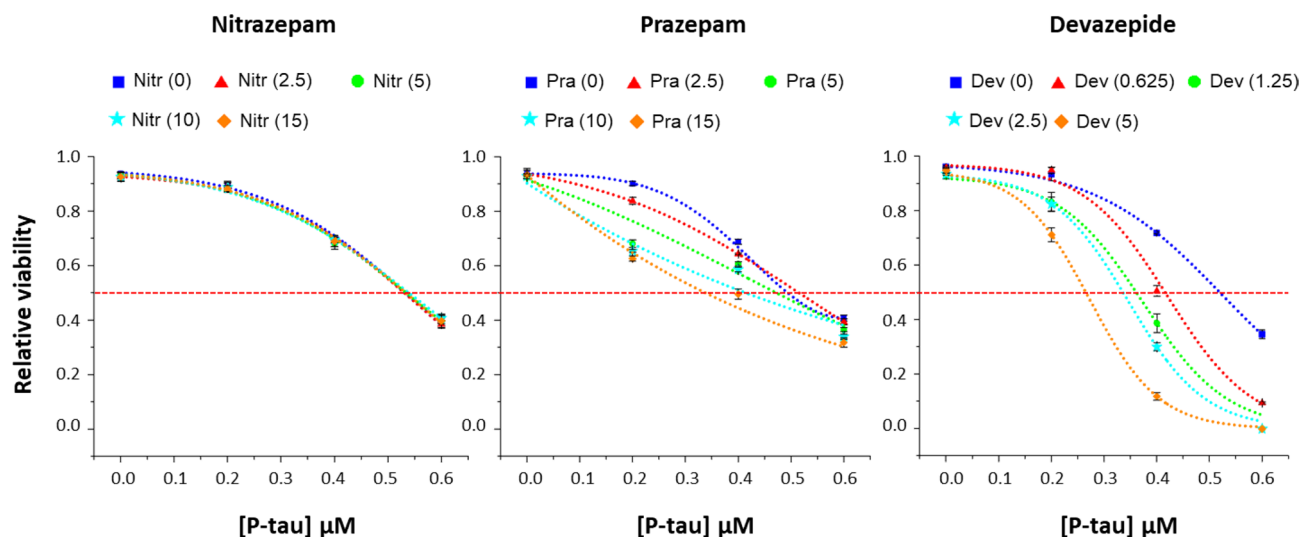 Nitrazepam Prazepam Devazepide
Nitr (0) Nitr (2.5) Nitr (5) Pra (0) Pra (2.5) Pra (5) Dev (0) Dev (0.625) Dev (1.25)
Nitr (10) Nitr (15) Pra (10) Pra (15) Dev (2.5) Dev (5)
Relative viability
1.0 1.0 1.0
0.8 0.8 0.8
0.6 0.6 0.6
0.4 0.4 0.4
0.2 0.2 0.2
0.0 0.0 0.0
0.0 0.1 0.2 0.3 0.4 0.5 0.6 0.0 0.1 0.2 0.3 0.4 0.5 0.6 0.0 0.1 0.2 0.3 0.4 0.5 0.6
[P-tau] μM [P-tau] μM [P-tau] μM